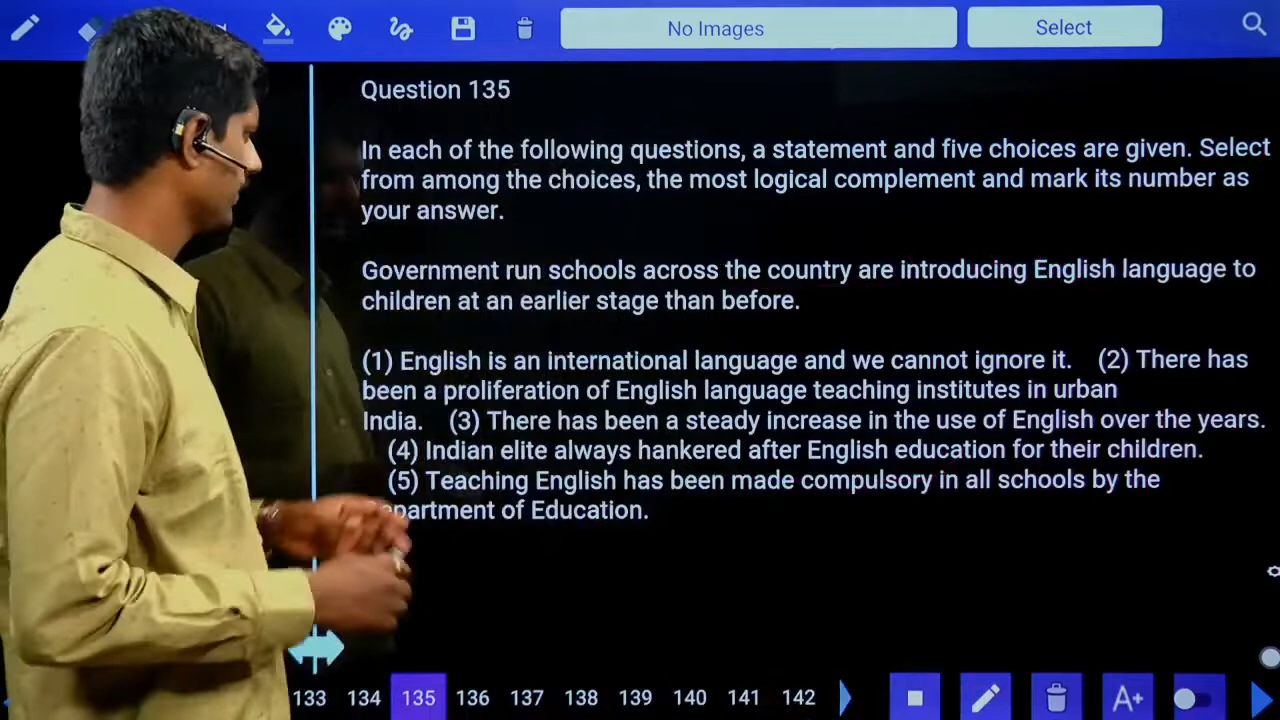 No Images
Select
Question 135
In each of the following questions, a statement and five choices are given. Select
from among the choices, the most logical complement and mark its number as
your answer.
Government run schools across the country are introducing English language to
children at an earlier stage than before.
(1) English is an international language and we cannot ignore it. (2) There has
been a proliferation of English language teaching institutes in urban
India. (3) There has been a steady increase in the use of English over the years.
(4) Indian elite always hankered after English education for their children.
(5) Teaching English has been made compulsory in all schools by the
of Education.
133 134 135 136 137 138 139 140 141 142
A+